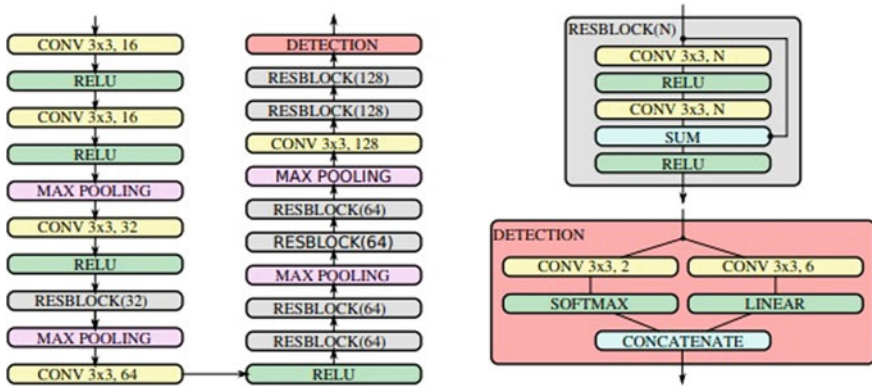 CONV 3x3, 16
RELU
CONV 3x3, 16
RELU
MAX POOLING
CONV 3x3, 32
RELU
RESBLOCK(32)
MAX POOLING
CONV 3x3, 64
DETECTION
RESBLOCK(128)
RESBLOCK(128)
CONV 3x3, 128
MAX POOLING
RESBLOCK(64)
RESBLOCK(64)
MAX POOLING
RESBLOCK(64)
RESBLOCK(64)
RELU
RESBLOCK(N)
CONV 3x3, N
RELU
CONV 3x3, N
SUM
RELU
DETECTION
CONV 3x3, 2
CONV 3x3, 6
SOFTMAX
LINEAR
CONCATENATE